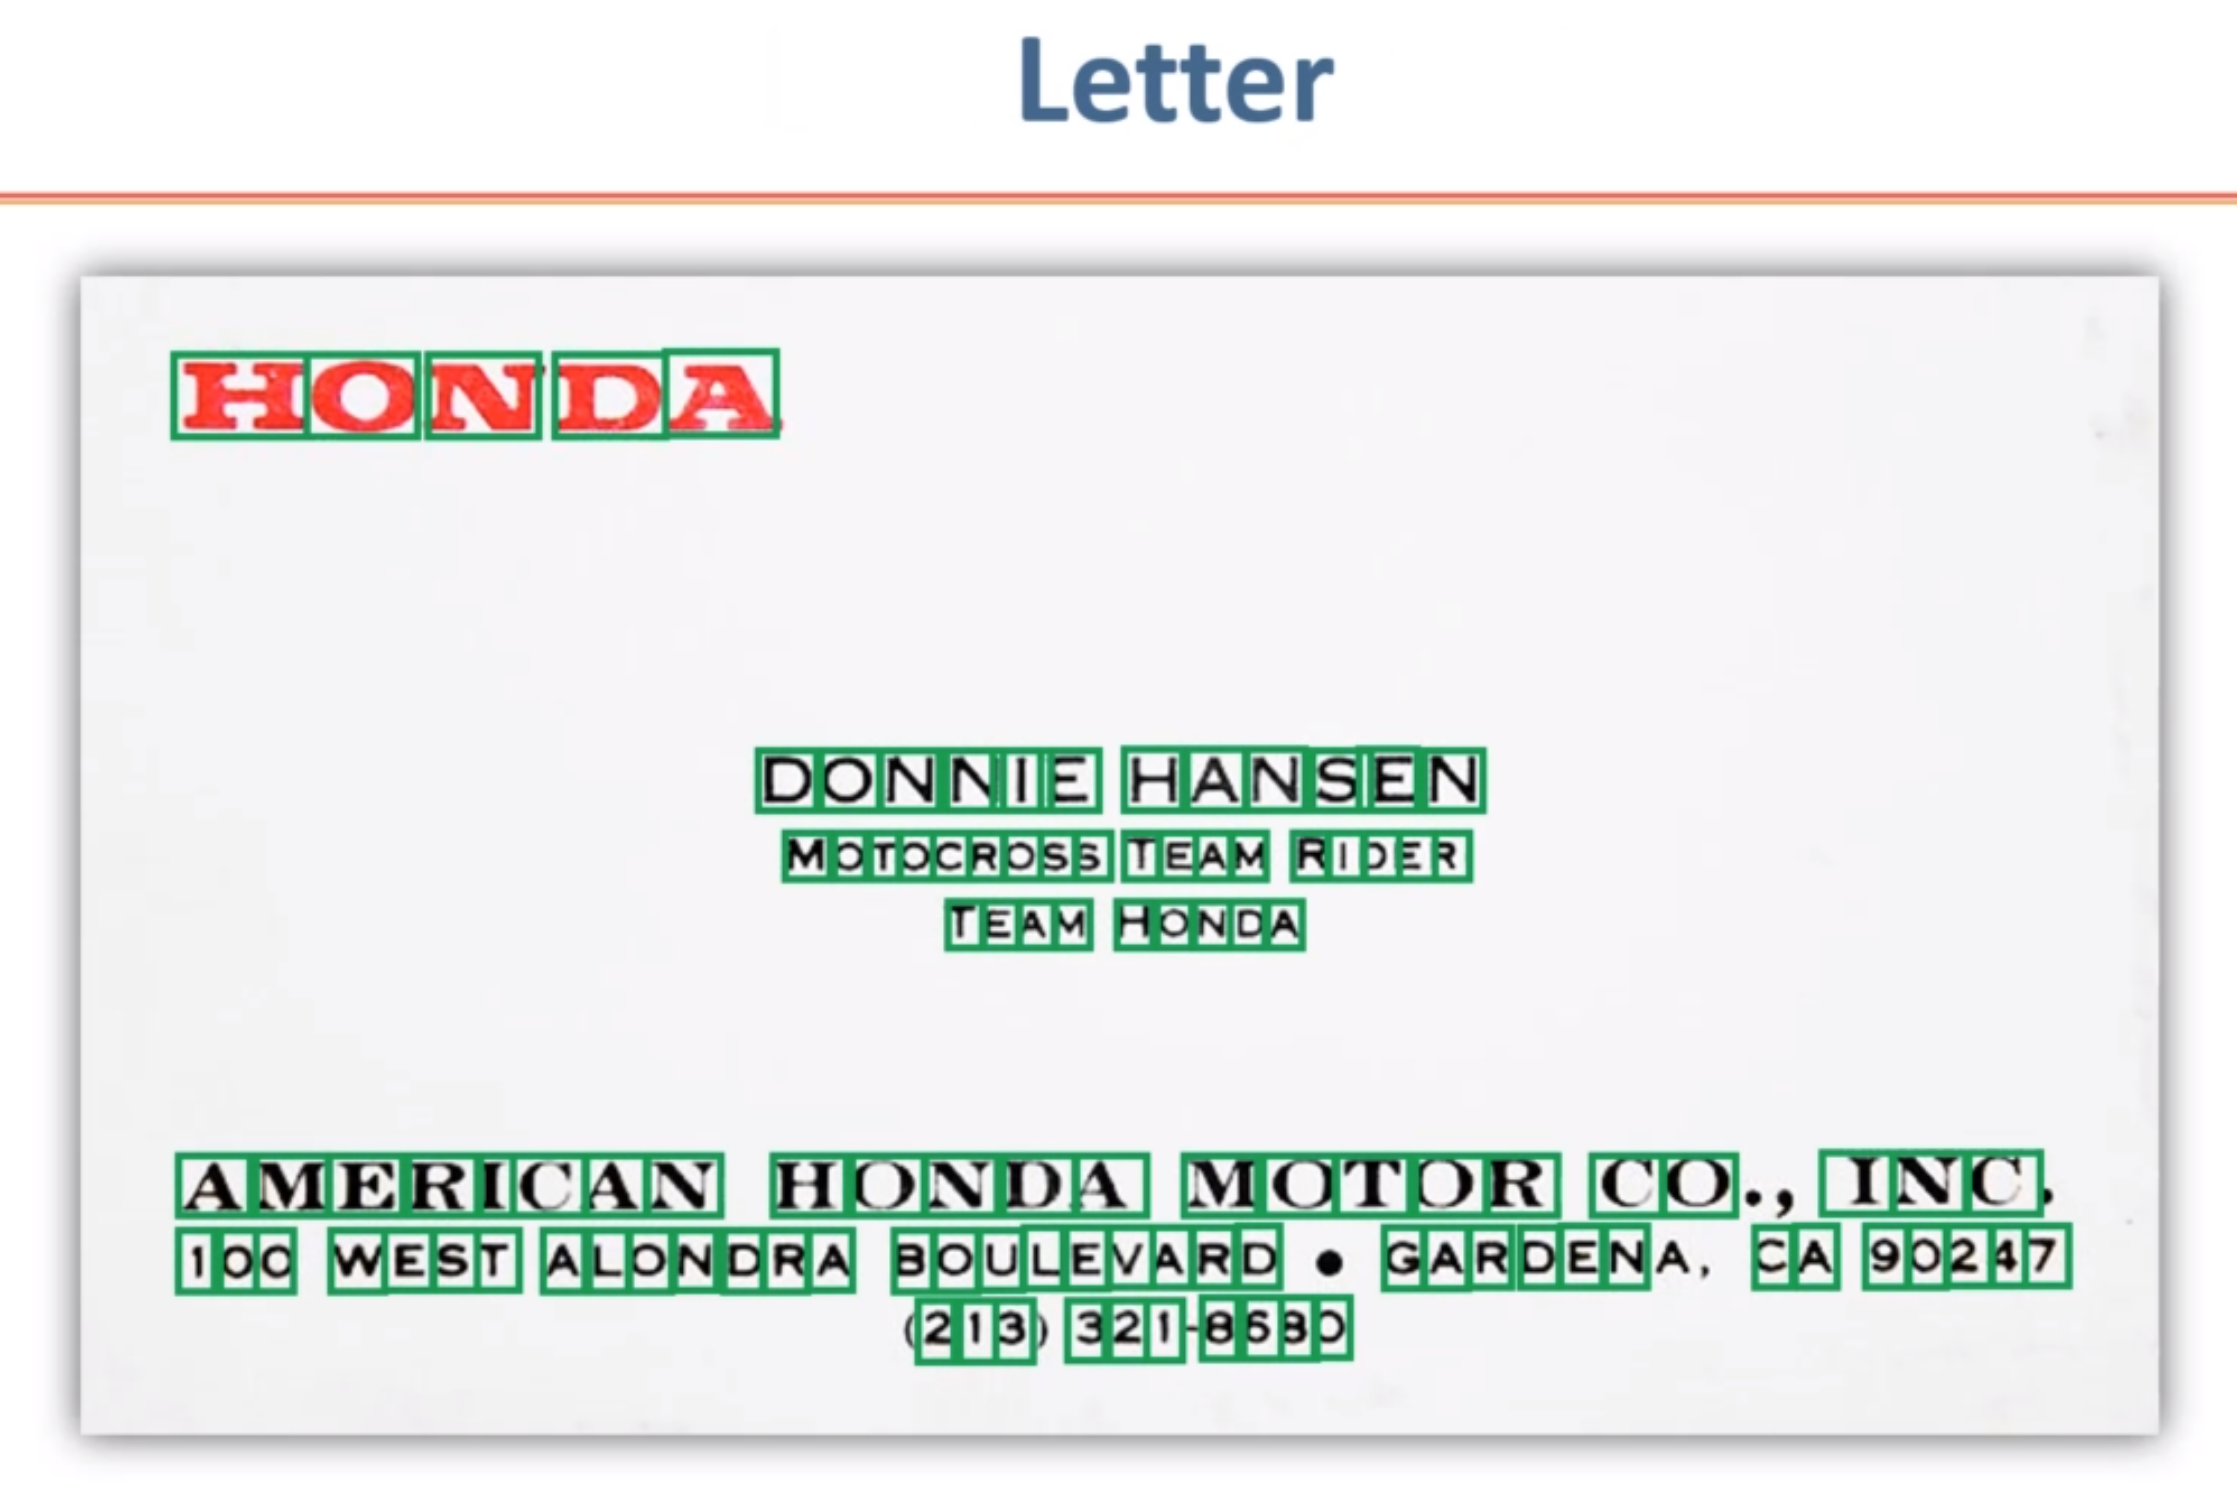 Letter
HONDA
DONNIE HANSEN
MOTOCROSS TEAM RIDER
TEAM HONDA
AMERICAN HONDA MOTOR CO., INC.
100 WEST ALONDRA BOULEVARD • GARDENA, CA 90247
(213) 321-8680